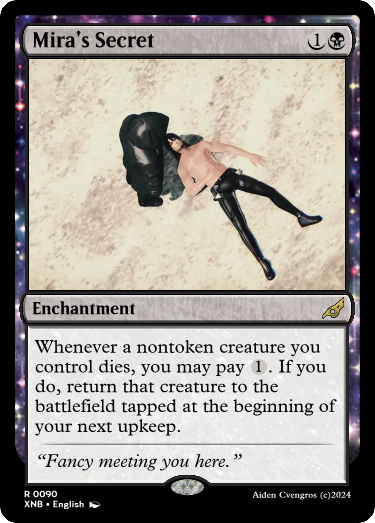 Mira's Secret 1
Enchantment
Whenever a nontoken creature you
control dies, you may pay 1. If you
do, return that creature to the
battlefield tapped at the beginning of
your next upkeep.
“Fancy meeting you here.”
R 0090
XNB • English
Aiden Cvengros (c)2024